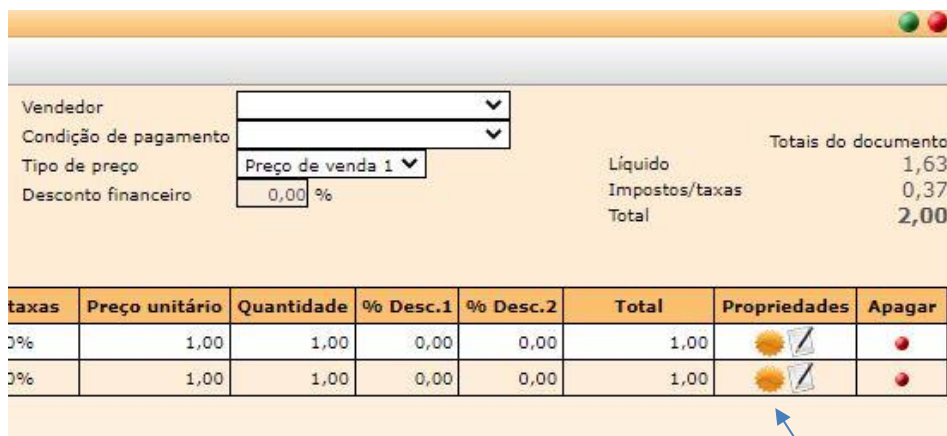 Vendedor
Condição de pagamento
Totais do documento
Tipo de preço Preço de venda 1 Líquido 1,63
Desconto financeiro 0,00 % Impostos/taxas 0,37
Total 2,00
taxas Preço unitário Quantidade % Desc.1 % Desc.2 Total Propriedades Apagar
0% 1,00 1,00 0,00 0,00 1,00
0% 1,00 1,00 0,00 0,00 1,00